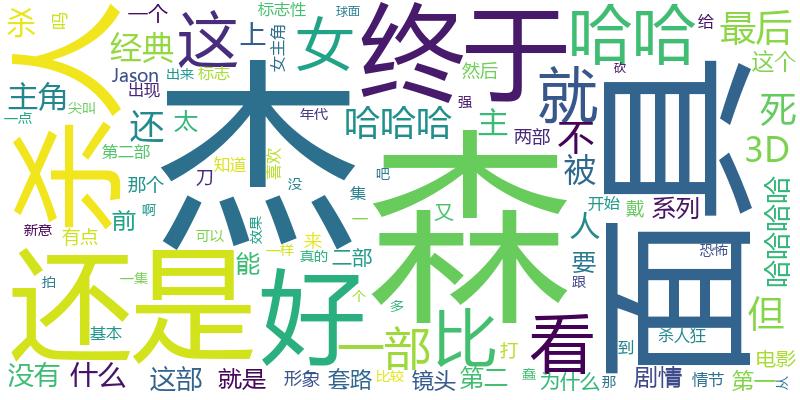 杀
吗
一个
标志性
球面
终于
哈哈
给
最后
人
经典
这
上
女
女主角
然后
砍
这个
Jason
出来
标志
就
面具
主角
出现
强
死
一点
尖叫
还
太
年代
哈哈哈
主
两部
不
3D
杀人
杰
森
第二部
知道
喜欢
吧
被
哈哈哈哈
那个
刀
没
集
开始
戴
系列
新意
啊
前
效果
一
又
人
有点
可以
一样
来
恐怖
还是
能
真的
二部
要
跟
拍
一集
好
个
多
但
基本
一部
比
打
看
到
杀人狂
电影
没有
什么
这部
就是
形象
套路
比较
镜头
第二
蠢
为什么
那
剧情
情节
第一